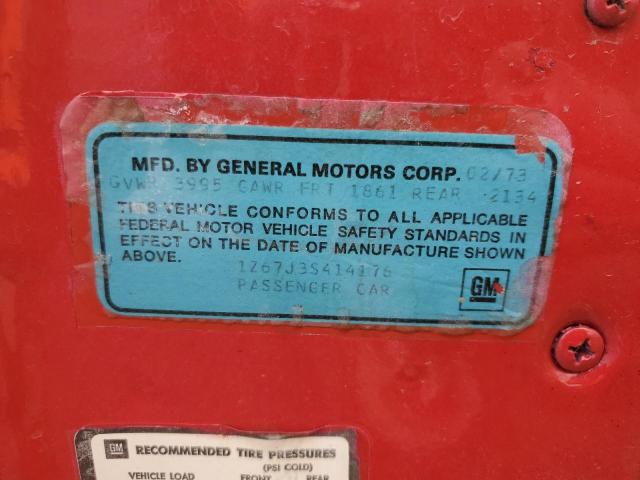 MFD. BY GENERAL MOTORS CORP. 02/73
GVWR 3995 GAWR FRT 1861 REAR 2134
THIS VEHICLE CONFORMS TO ALL APPLICABLE
FEDERAL MOTOR VEHICLE SAFETY STANDARDS IN
EFFECT ON THE DATE OF MANUFACTURE SHOWN
ABOVE.
1Z67J3S414176
PASSENGER CAR
GM
GM RECOMMENDED TIRE PRESSURES
(PSI COLD)
VEHICLE LOAD FRONT REAR